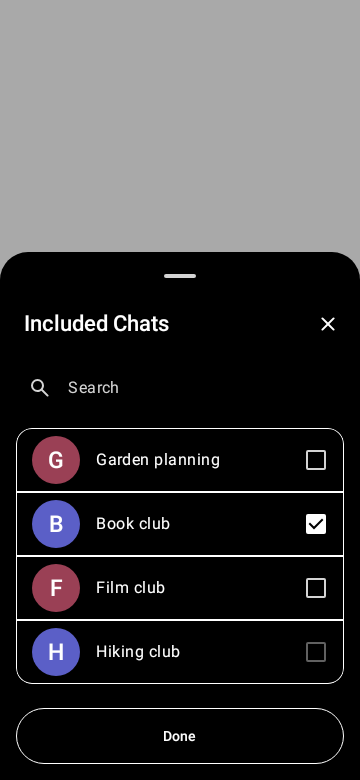 Included Chats
Search
G Garden planning
B Book club
F Film club
H Hiking club
Done